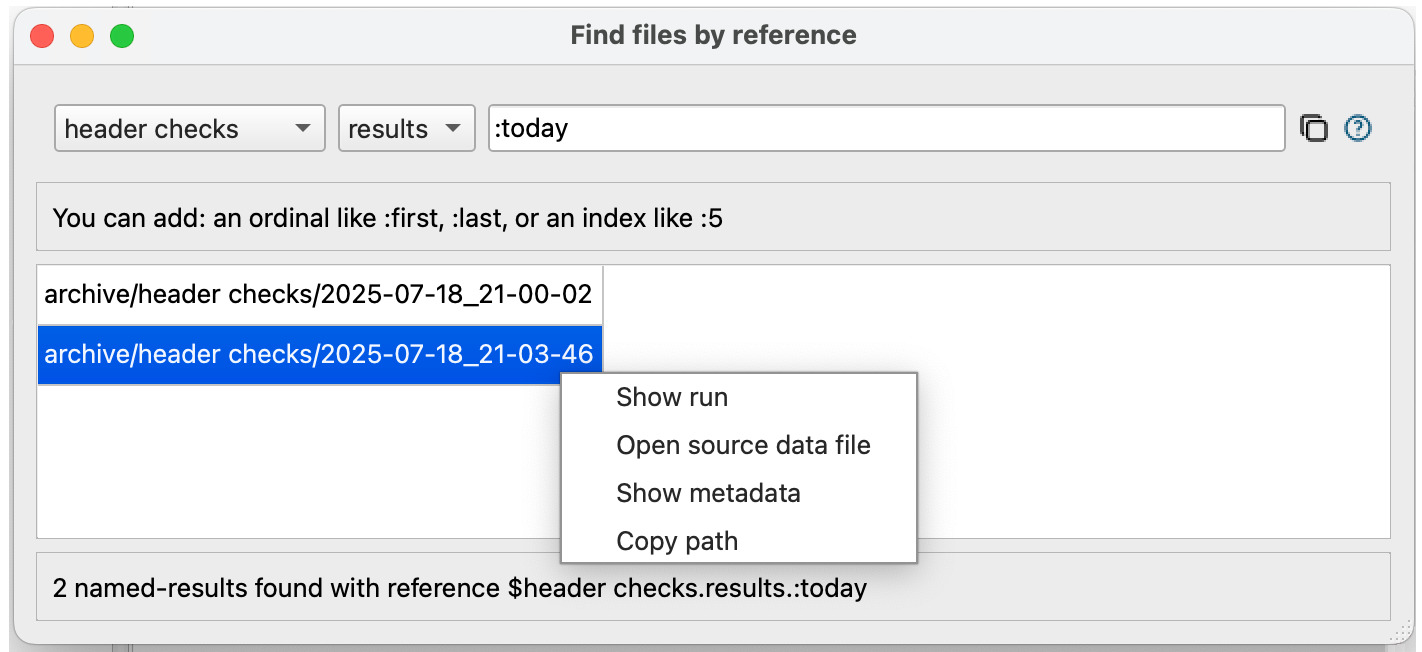 Find files by reference
header checks results :today
You can add: an ordinal like :first, :last, or an index like :5
archive/header checks/2025-07-18_21-00-02
archive/header checks/2025-07-18_21-03-46
Show run
Open source data file
Show metadata
Copy path
2 named-results found with reference $header checks.results.:today